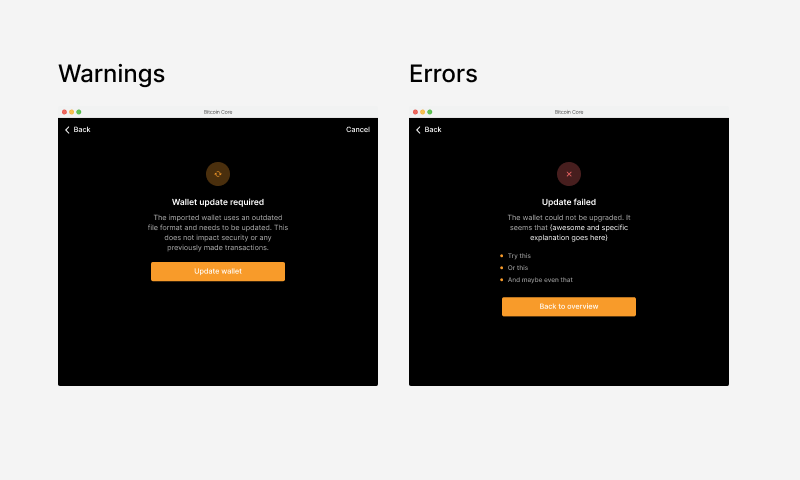 Warnings
Bitcoin Core
Back
Cancel
Wallet update required
The imported wallet uses an outdated
file format and needs to be updated. This
does not impact security or any
previously made transactions.
Update wallet
Errors
Bitcoin Core
Back
Update failed
The wallet could not be upgraded. It
seems that {awesome and specific
explanation goes here}
Try this
Or this
And maybe even that
Back to overview